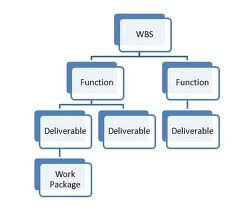 WBS
Function
Function
Deliverable
Deliverable
Deliverable
Work
Package